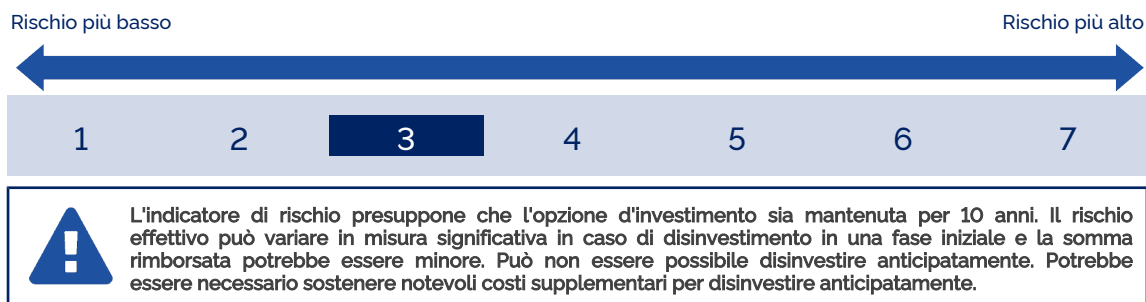 Rischio più basso Rischio più alto
1 2 3 4 5 6 7
L'indicatore di rischio presuppone che l'opzione d'investimento sia mantenuta per 10 anni. Il rischio
effettivo può variare in misura significativa in caso di disinvestimento in una fase iniziale e la somma
rimborsata potrebbe essere minore. Può non essere possibile disinvestire anticipatamente. Potrebbe
essere necessario sostenere notevoli costi supplementari per disinvestire anticipatamente.